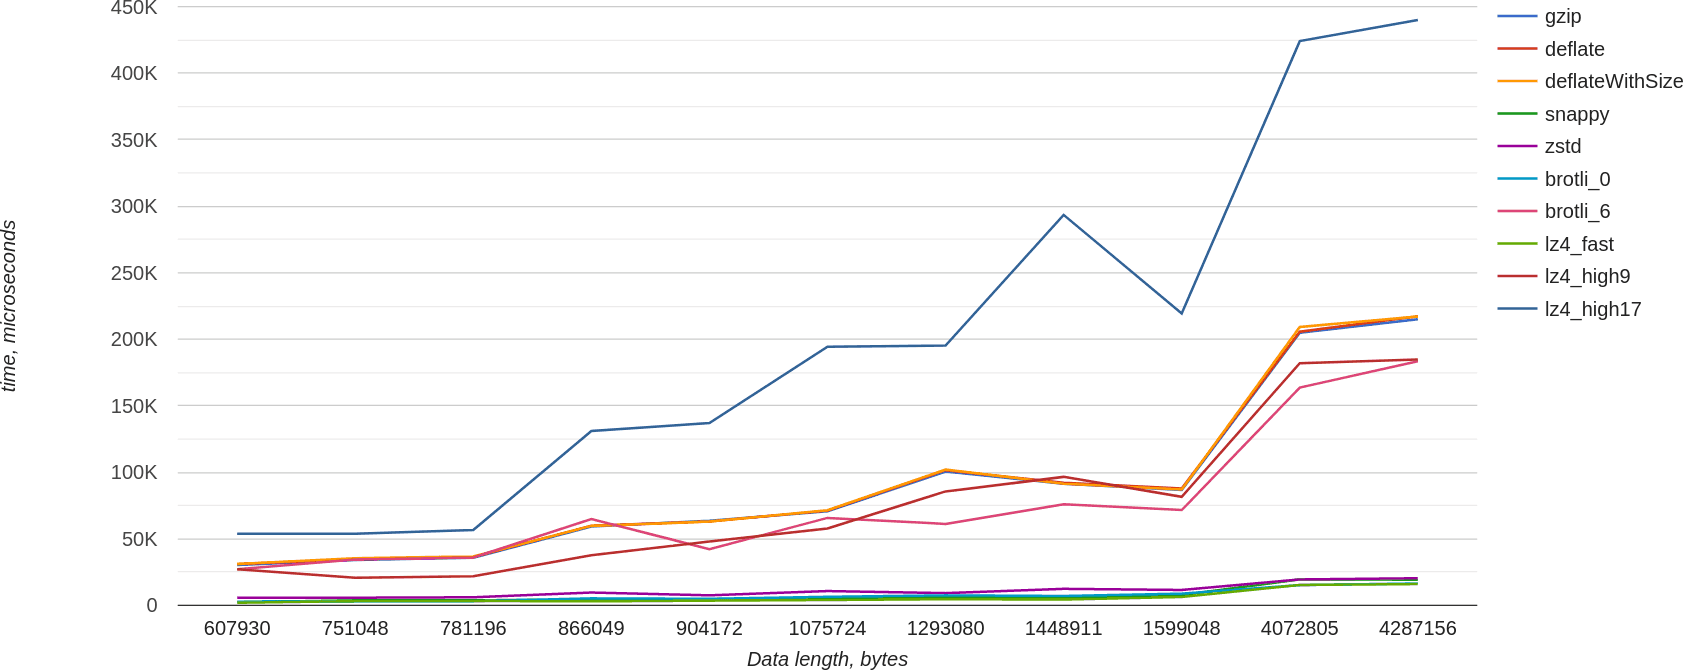 450K
400K
350K
300K
250K
200K
150K
100K
50K
0
time, microseconds
607930 751048 781196 866049 904172 1075724 1293080 1448911 1599048 4072805 4287156
Data length, bytes
gzip
deflate
deflateWithSize
snappy
zstd
brotli_0
brotli_6
lz4_fast
lz4_high9
lz4_high17